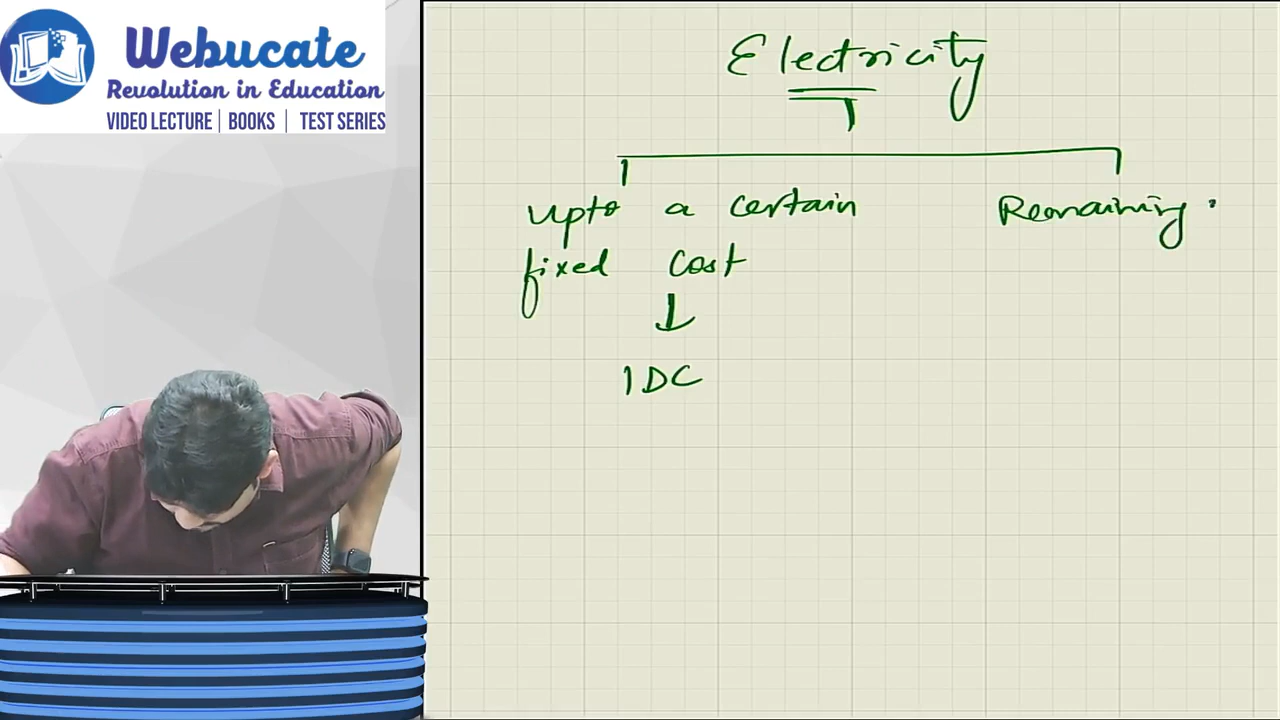 Webucate
Revolution in Education
VIDEO LECTURE | BOOKS | TEST SERIES
Electricity
Upto a certain
fixed cost
Remaining.
IDC